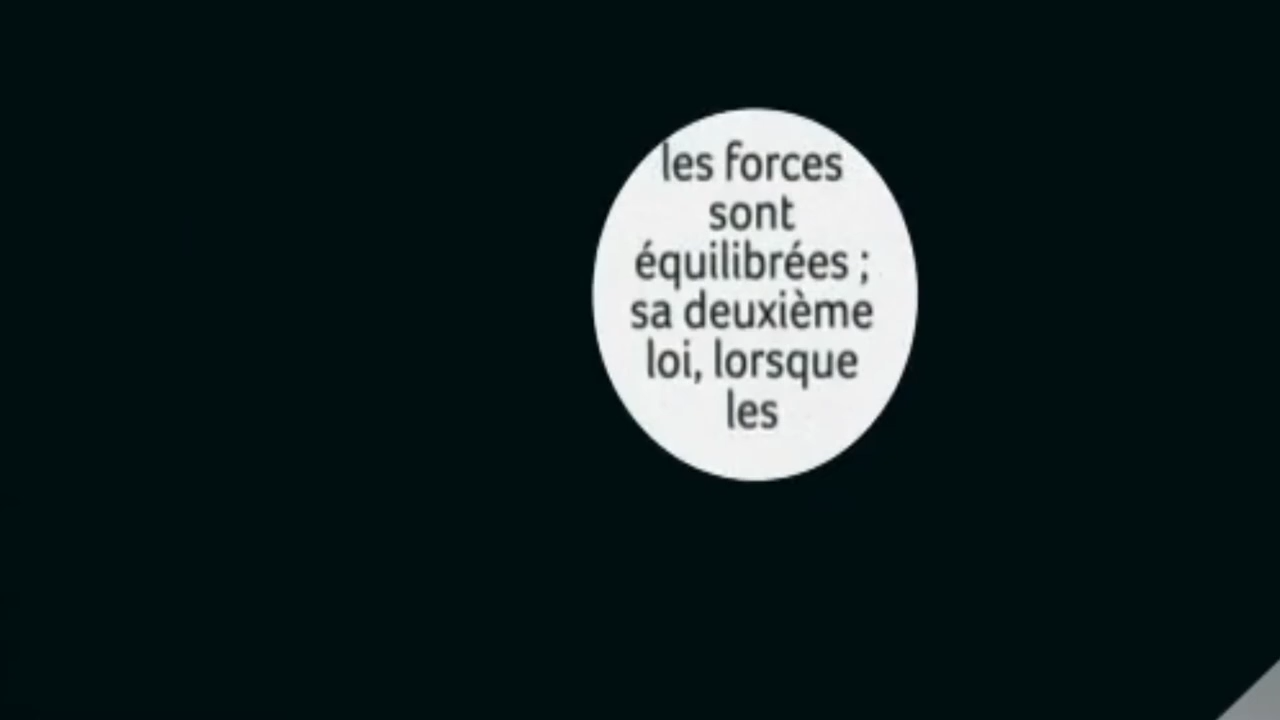 les forces
sont
équilibrées ;
sa deuxième
loi, lorsque
les